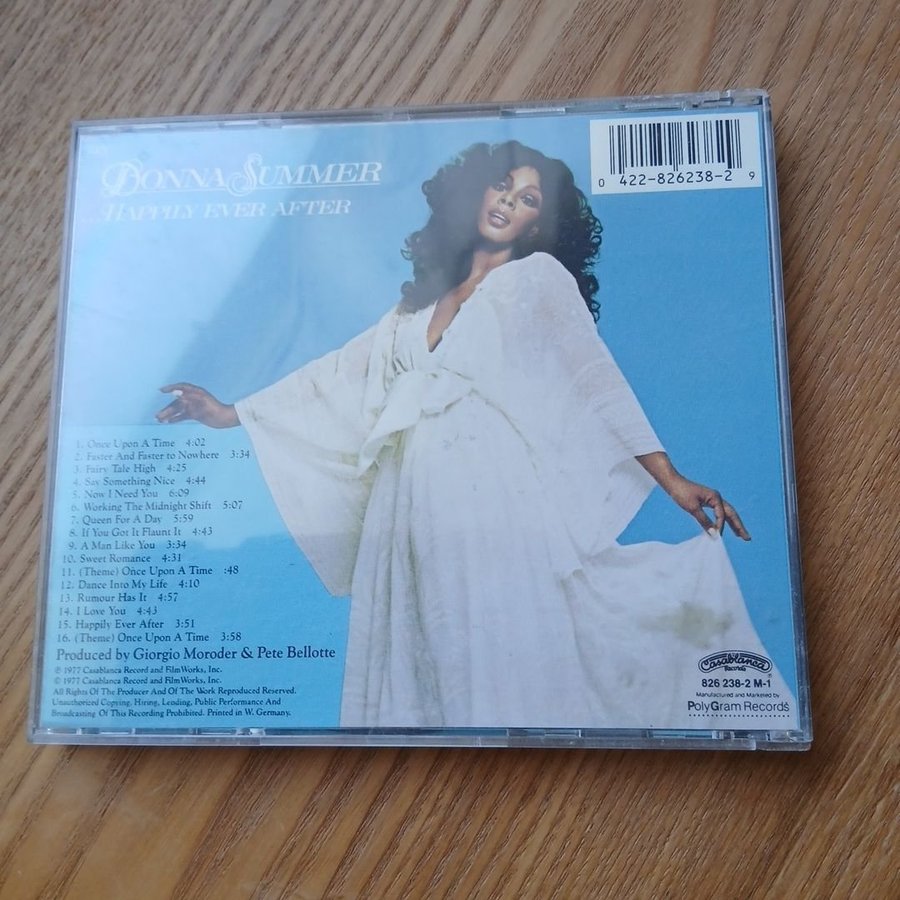 DONNA SUMMER
HAPPILY EVER AFTER
0 422-826238-2 9
1. Once Upon A Time 4:02
2. Faster And Faster to Nowhere 3:34
3. Fairy Tale High 4:25
4. Say Something Nice 4:44
5. Now I Need You 6:09
6. Working The Midnight Shift 5:07
7. Queen For A Day 5:59
8. If You Got It Flaunt It 4:43
9. A Man Like You 3:34
10. Sweet Romance 4:31
11. (Theme) Once Upon A Time :48
12. Dance Into My Life 4:10
13. Rumour Has It 4:57
14. I Love You 4:43
15. Happily Ever After 3:51
16. (Theme) Once Upon A Time 3:58
Produced by Giorgio Moroder & Pete Bellotte
℗ 1977 Casablanca Record and FilmWorks, Inc.
© 1977 Casablanca Record and FilmWorks, Inc.
All Rights Of The Producer And Of The Work Reproduced Reserved.
Unauthorized Copying, Hiring, Lending, Public Performance And
Broadcasting Of This Recording Prohibited. Printed in W. Germany.
Casablanca
Records
826 238-2 M-1
Manufactured and Marketed by
PolyGram Records